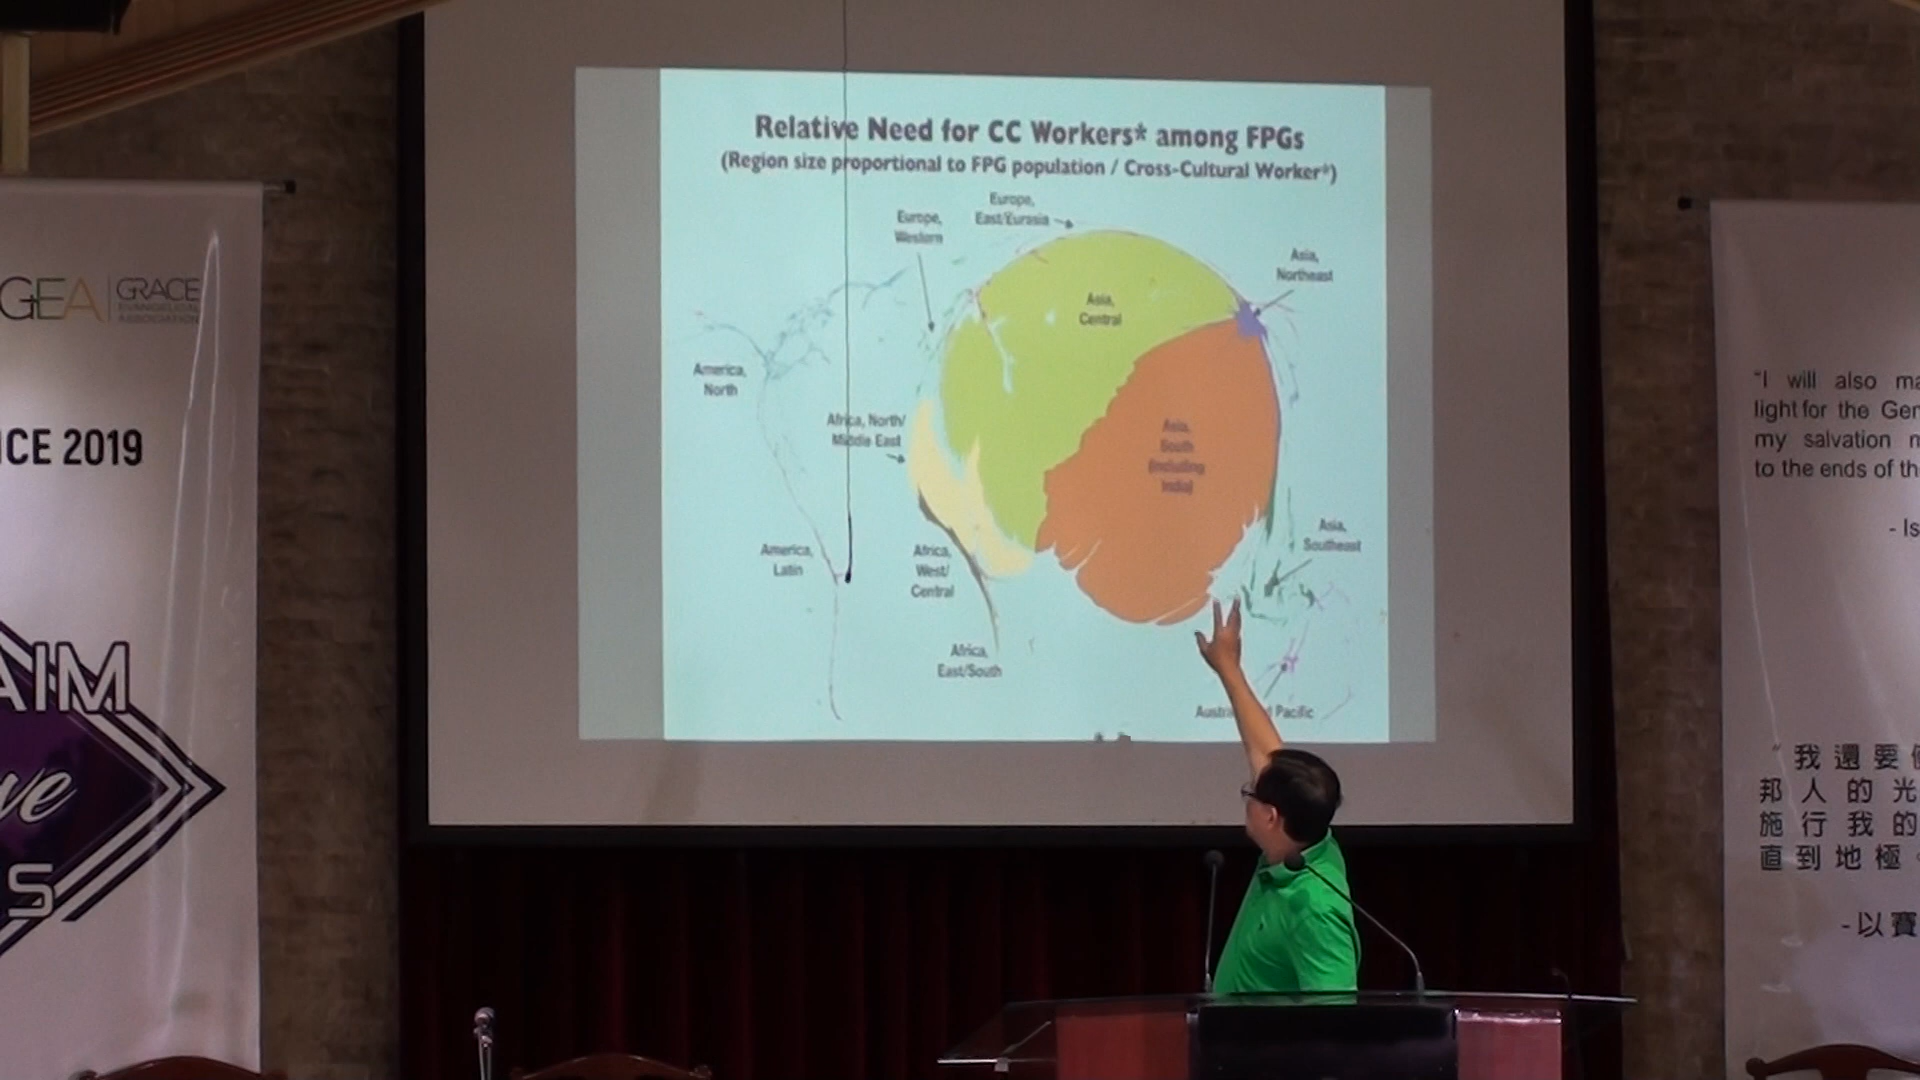 Relative Need for CC Workers* among FPGs
(Region size proportional to FPG population / Cross-Cultural Worker*)
Europe,
East/Eurasia
Europe,
Western
Asia,
Northeast
Asia,
Central
America,
North
Africa, North/
Middle East
Asia,
South
(including
India)
Asia,
Southeast
America,
Latin
Africa,
West/
Central
Africa,
East/South
Pacific
GEA
GRACE
EVANGELICAL
ASSOCIATION
CE 2019
AIM
ve
S
"I will also
light for the
my salvation
to the ends of
我還要
邦人的光
施行我的
直到地極。
-以賽